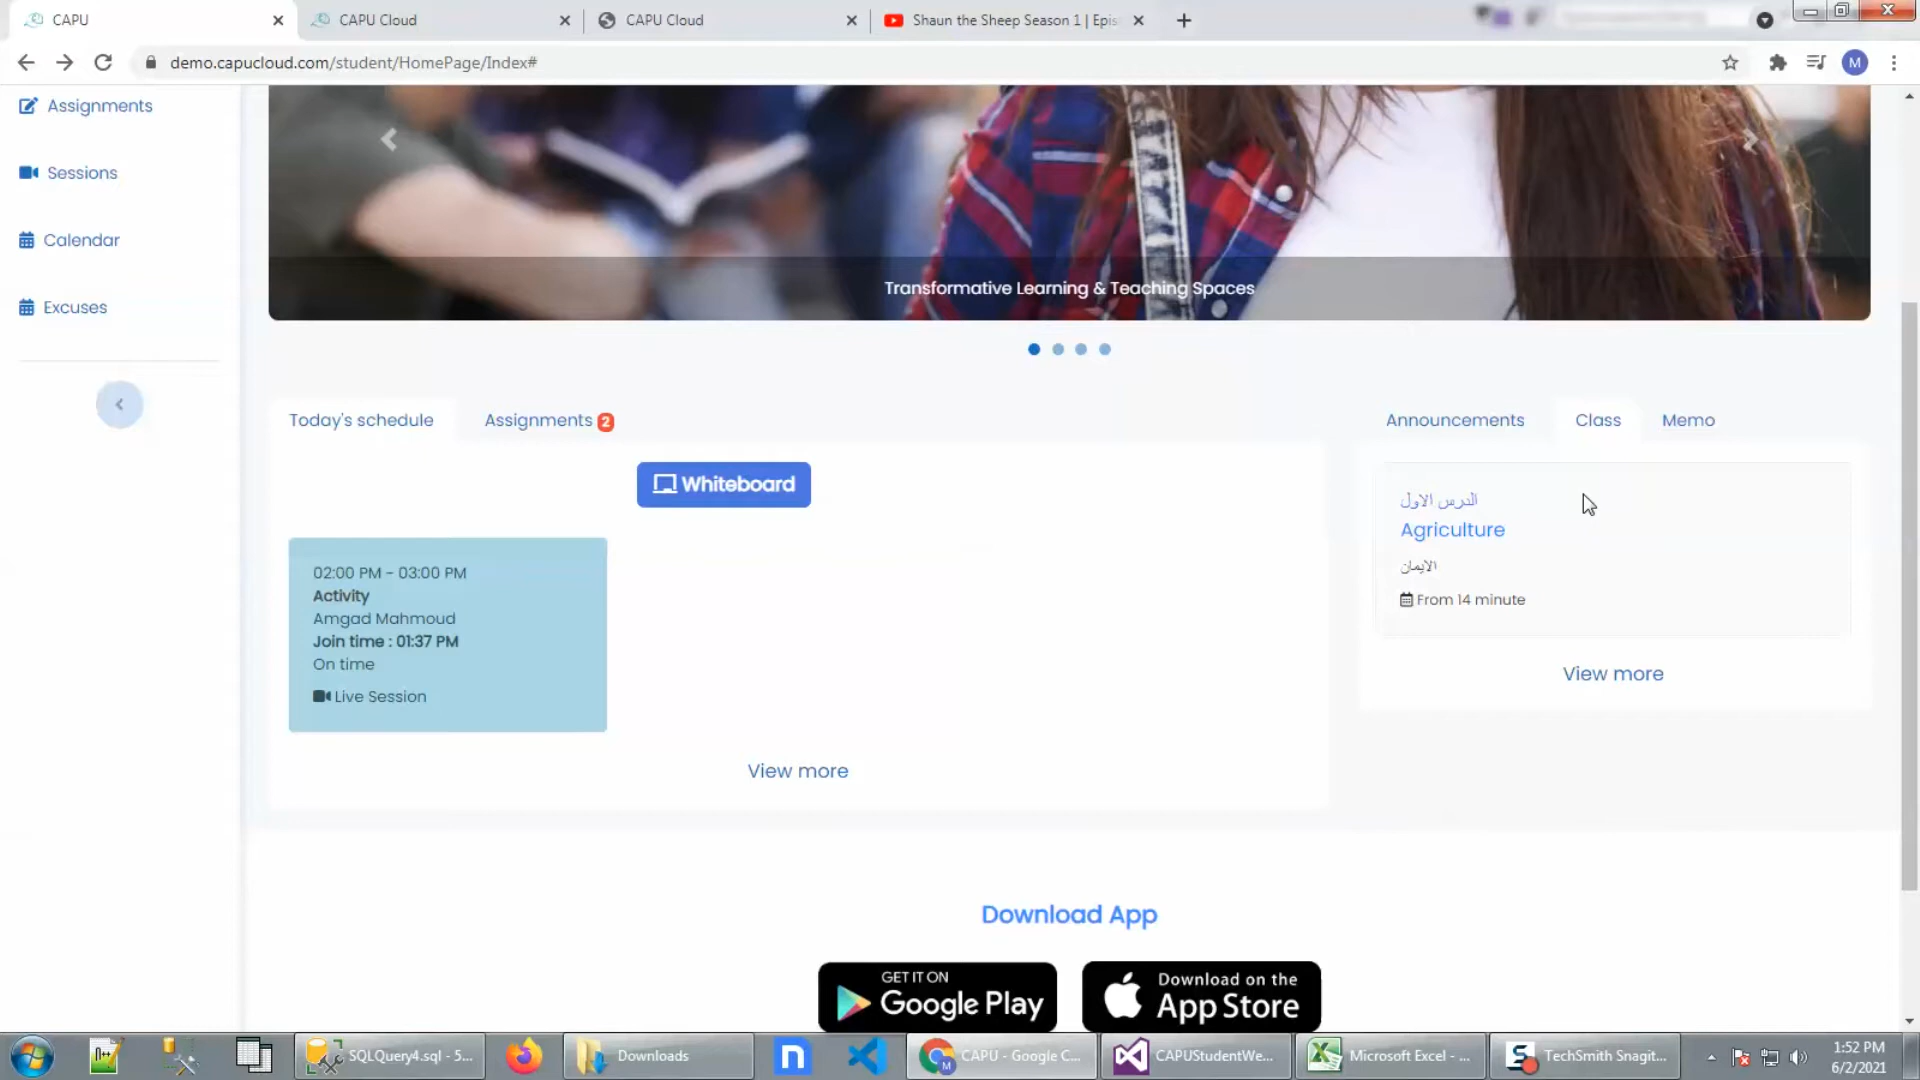 CAPU
CAPU Cloud
CAPU Cloud
Shaun the Sheep Season 1 | Epis
demo.capucloud.com/student/HomePage/Index#
M
Assignments
Sessions
Calendar
Excuses
Transformative Learning & Teaching Spaces
Today's schedule
Assignments 2
Announcements
Class
Memo
Whiteboard
الدرس الاول
Agriculture
الايمان
From 14 minute
View more
02:00 PM - 03:00 PM
Activity
Amgad Mahmoud
Join time : 01:37 PM
On time
Live Session
View more
Download App
GET IT ON
Google Play
Download on the
App Store
SQLQuery4.sql - 5...
Downloads
CAPU - Google C...
CAPUStudentWe...
Microsoft Excel - ...
TechSmith Snagit...
1:52 PM
6/2/2021